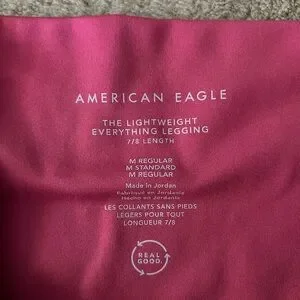 AMERICAN EAGLE
THE LIGHTWEIGHT
EVERYTHING LEGGING
7/8 LENGTH
M REGULAR
M STANDARD
M REGULAR
Made in Jordan
Fabriqué en Jordanie
Hecho en Jordania
LES COLLANTS SANS PIEDS
LEGERS POUR TOUT
LONGUEUR 7/8
REAL
GOOD.